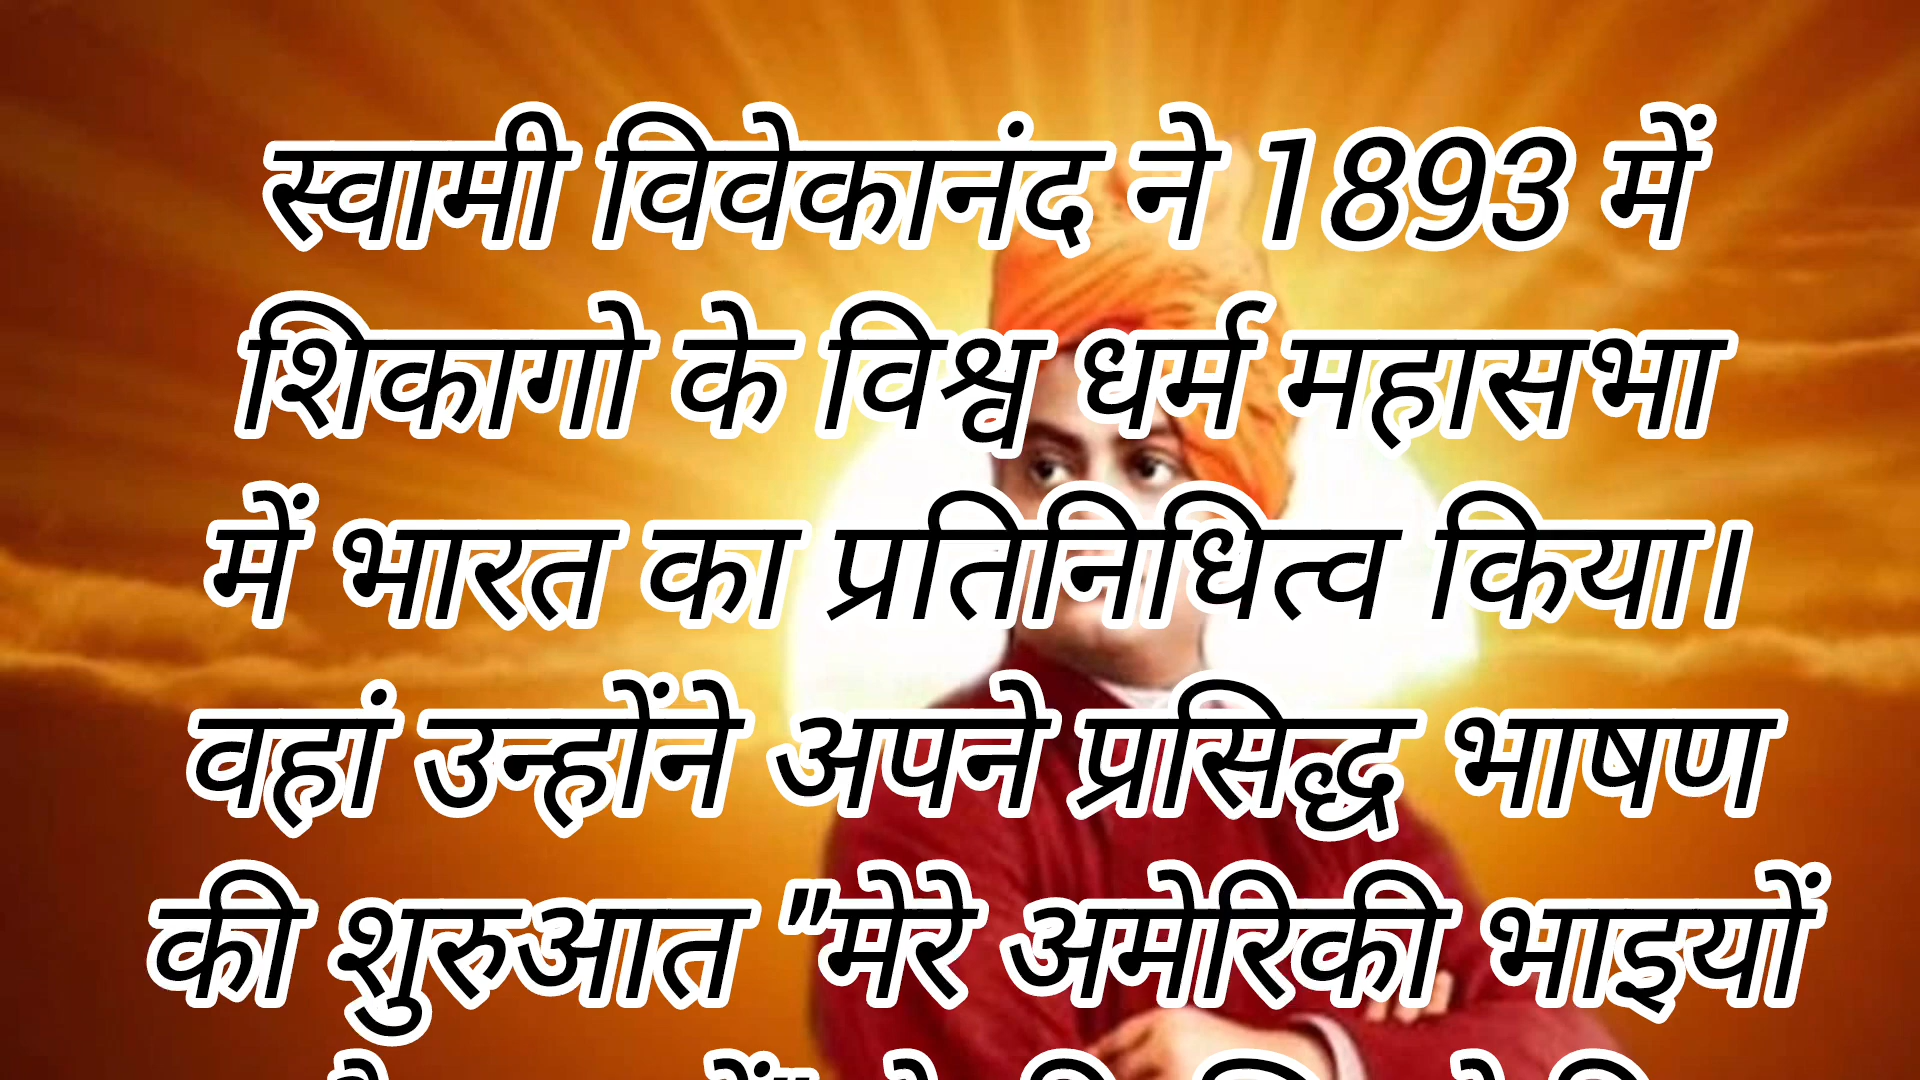 स्वामी विवेकानंद ने 1893 में
शिकागो के विश्व धर्म महासभा
में भारत का प्रतिनिधित्व किया।
वहां उन्होंने अपने प्रसिद्ध भाषण
की शुरुआत "मेरे अमेरिकी भाइयों